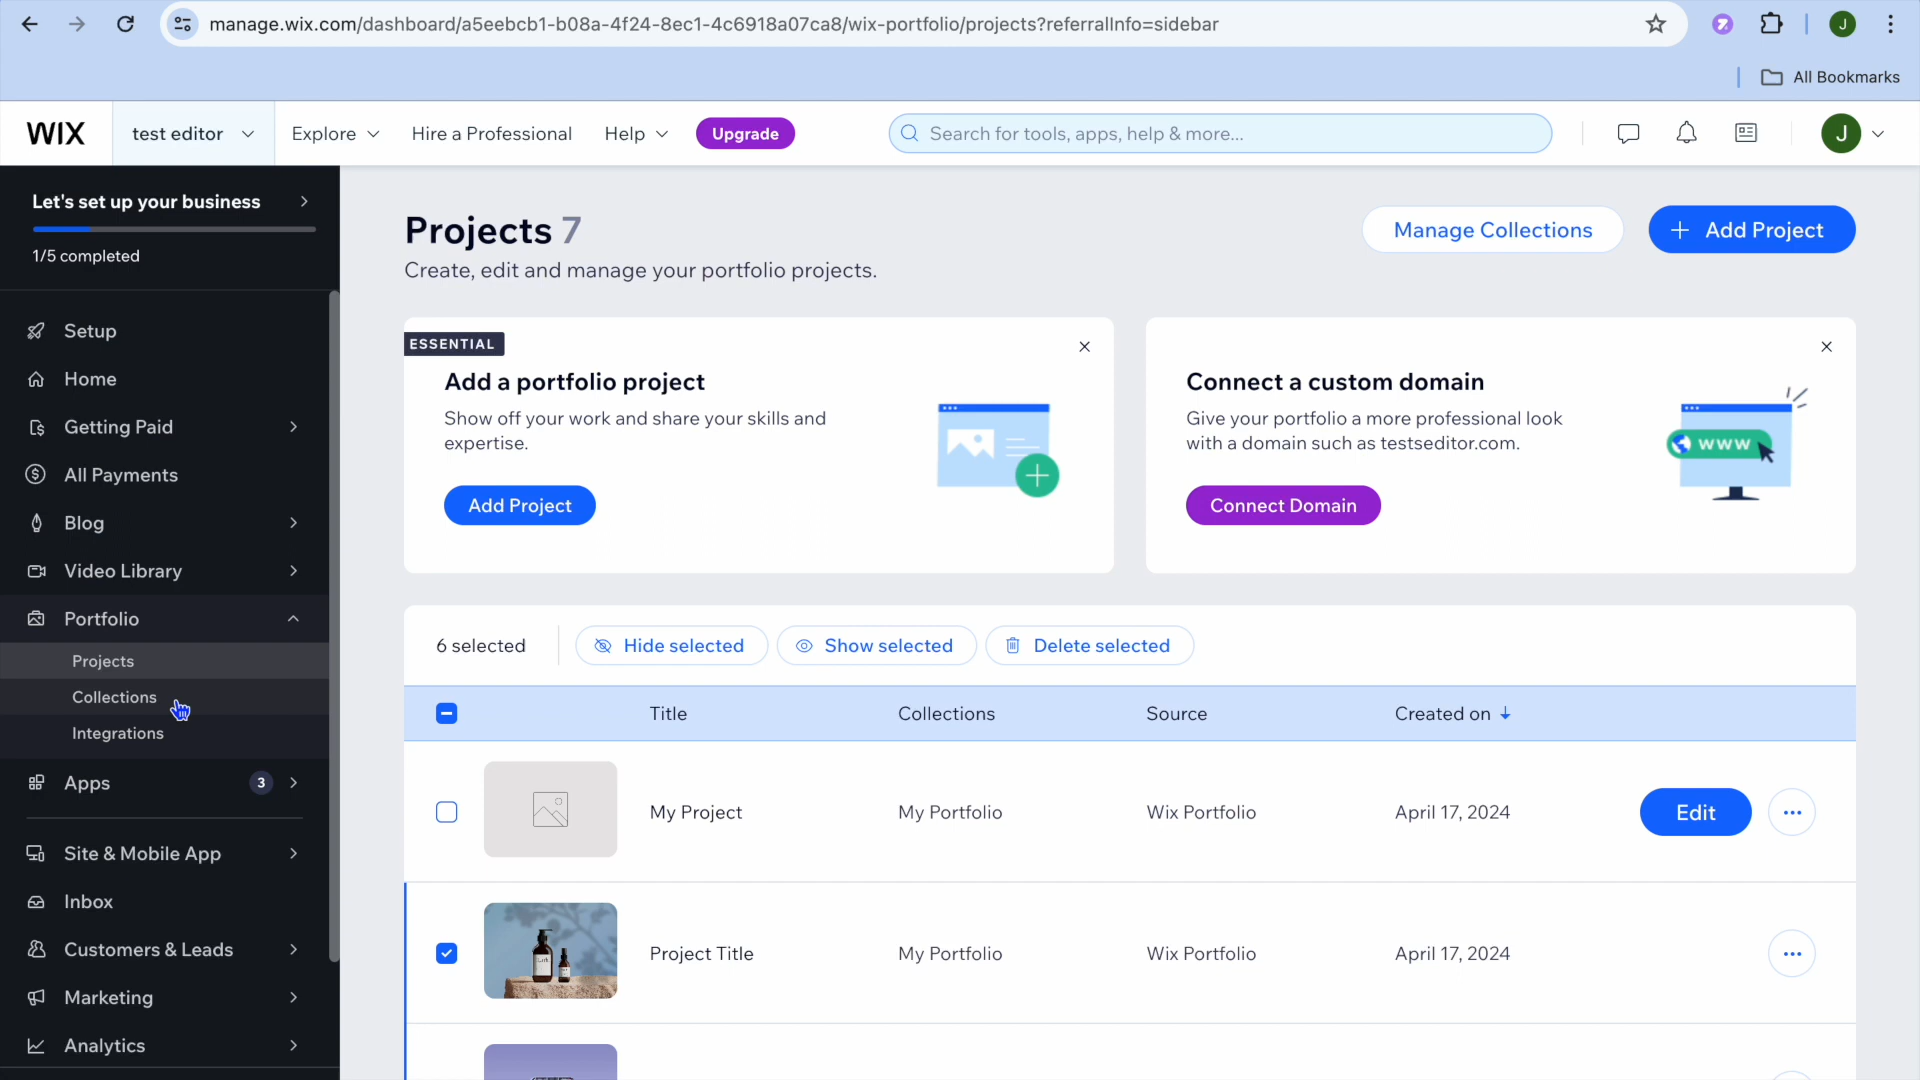 manage.wix.com/dashboard/a5eebcb1-b08a-4f24-8ec1-4c6918a07ca8/wix-portfolio/projects?referralInfo=sidebar
J
All Bookmarks
WIX
test editor
Explore
Hire a Professional
Help
Upgrade
Search for tools, apps, help & more...
J
Let's set up your business
1/5 completed
Setup
Home
Getting Paid
All Payments
Blog
Video Library
Portfolio
Projects
Collections
Integrations
Apps 3
Site & Mobile App
Inbox
Customers & Leads
Marketing
Analytics
Projects 7
Create, edit and manage your portfolio projects.
Manage Collections
+ Add Project
ESSENTIAL
Add a portfolio project
Show off your work and share your skills and
expertise.
Add Project
Connect a custom domain
Give your portfolio a more professional look
with a domain such as testseditor.com.
Connect Domain
www
6 selected
Hide selected
Show selected
Delete selected
Title Collections Source Created on
My Project My Portfolio Wix Portfolio April 17, 2024 Edit
Project Title My Portfolio Wix Portfolio April 17, 2024